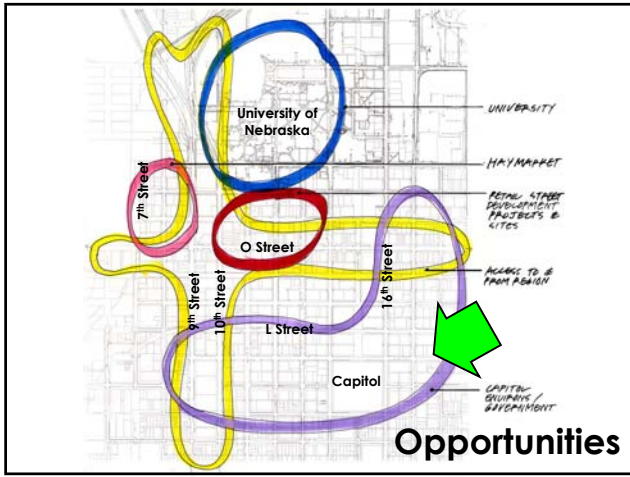 University of
Nebraska
UNIVERSITY
HAYMARKET
7th Street
RETAIL STREET
DEVELOPMENT
PROJECTS &
SITES
O Street
ACCESS TO &
FROM REGION
9th Street
10th Street
16th Street
L Street
Capitol
CAPITOL
ENVIRONS/
GOVERNMENT
Opportunities